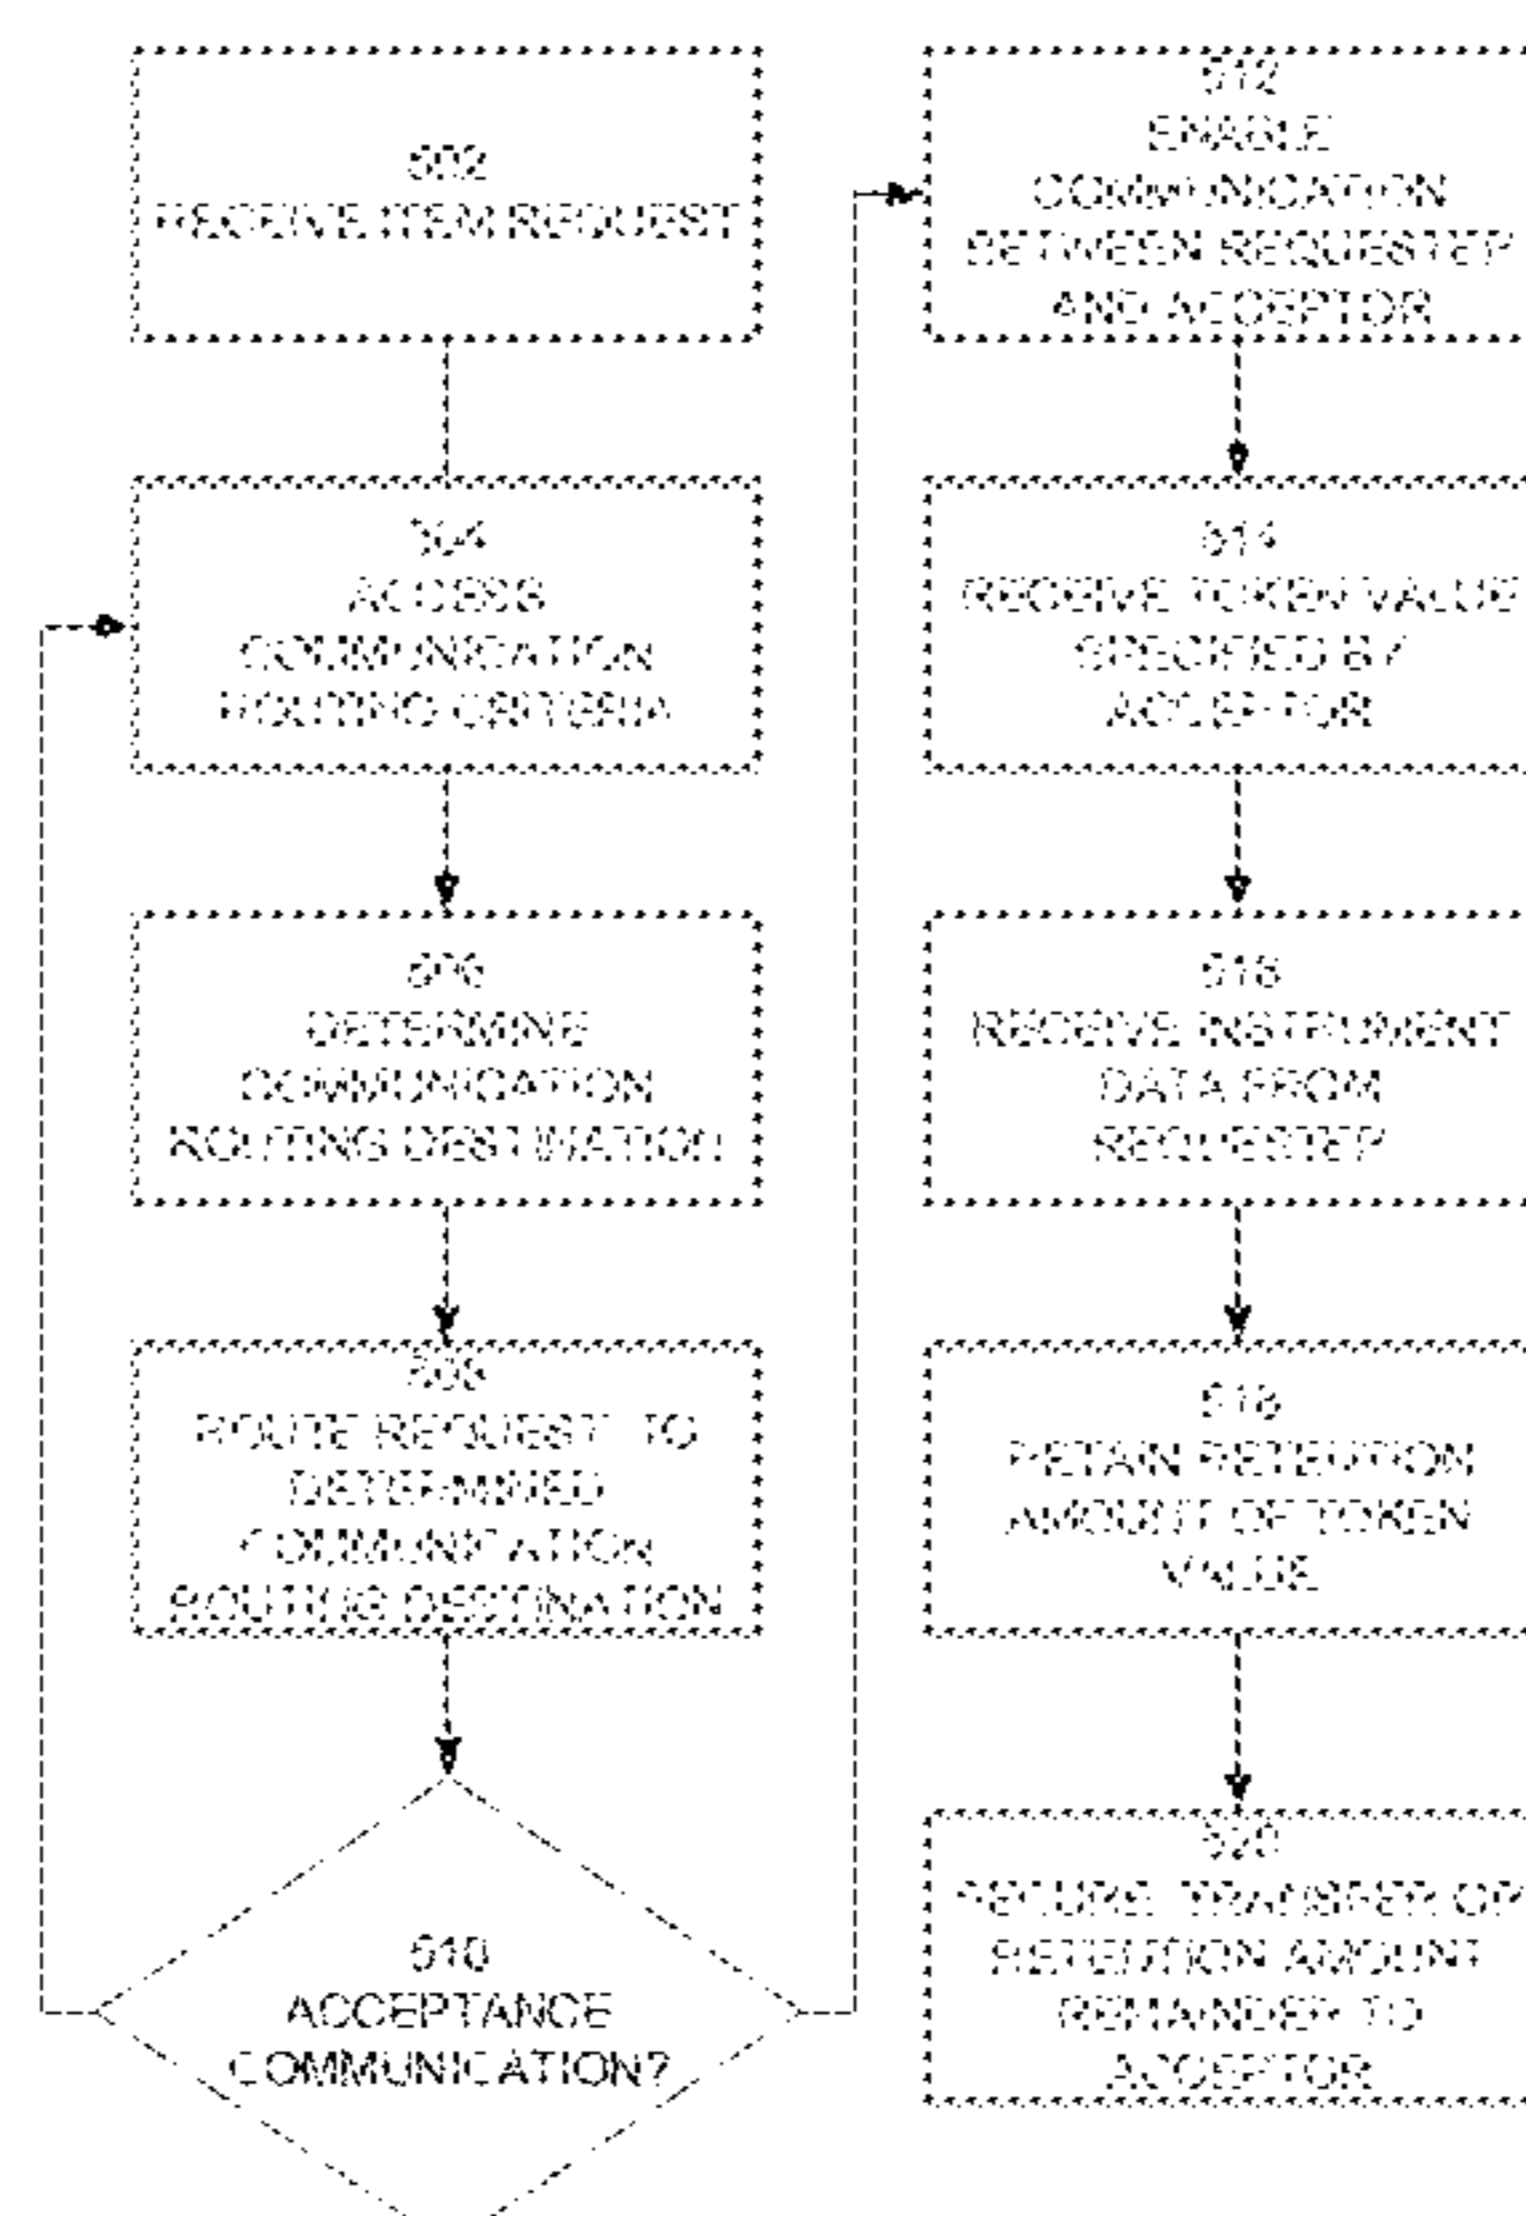 502
RECEIVE ITEM REQUEST
504
ACCESS
COMMUNICATION
ROUTING CRITERIA
506
DETERMINE
COMMUNICATION
ROUTING DESTINATION
508
ROUTE REQUEST TO
DETERMINED
COMMUNICATION
ROUTING DESTINATION
510
ACCEPTANCE
COMMUNICATION?
512
ENABLE
COMMUNICATION
BETWEEN REQUESTER
AND ACCEPTOR
514
RECEIVE TOKEN VALUE
SPECIFIED BY
ACCEPTOR
516
RECEIVE INSTRUMENT
DATA FROM
REQUESTER
518
RETAIN RETENTION
AMOUNT OF TOKEN
VALUE
520
SECURE TRANSFER OF
RETENTION AMOUNT
REMAINDER TO
ACCEPTOR